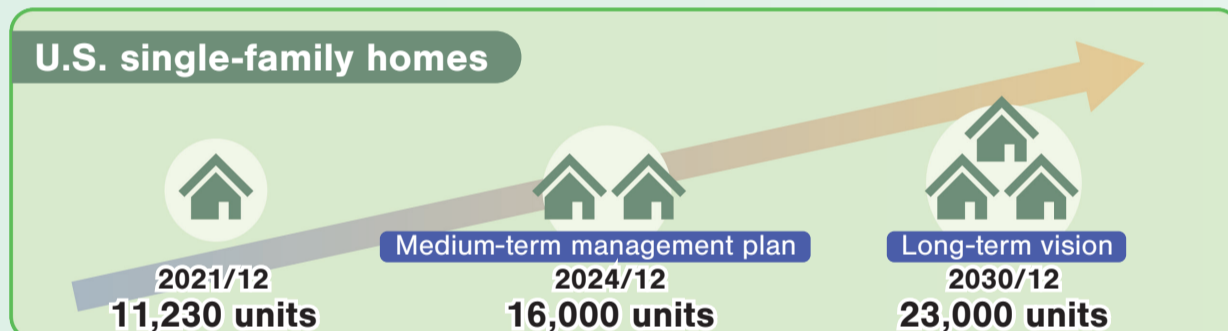 U.S. single-family homes
Medium-term management plan
Long-term vision
2021/12
2024/12
2030/12
11,230 units
16,000 units
23,000 units